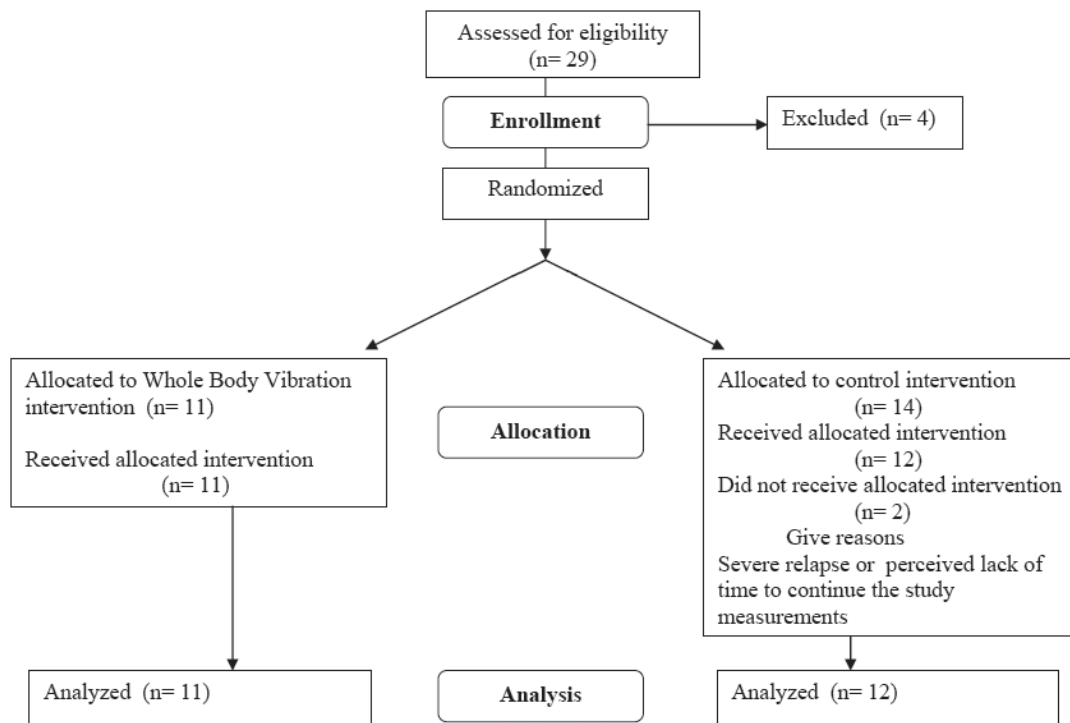 Assessed for eligibility
(n= 29)
Enrollment
Excluded (n= 4)
Randomized
Allocated to Whole Body Vibration
intervention (n= 11)
Received allocated intervention
(n= 11)
Allocation
Allocated to control intervention
(n= 14)
Received allocated intervention
(n= 12)
Did not receive allocated intervention
(n= 2)
Give reasons
Severe relapse or perceived lack of
time to continue the study
measurements
Analyzed (n= 11)
Analysis
Analyzed (n= 12)